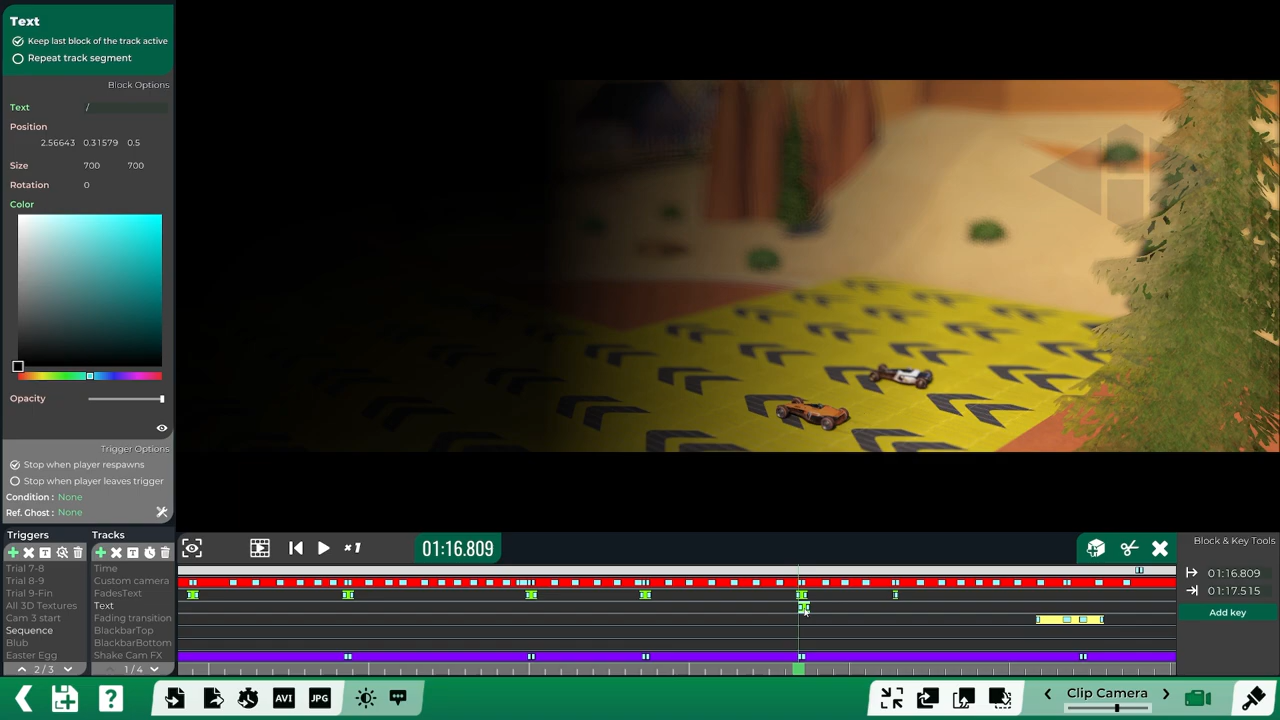 Text
Keep last block of the track active
Repeat track segment
Block Options
Text /
Position
2.56643 0.31579 0.5
Size 700 700
Rotation 0
Color
Opacity
Trigger Options
Stop when player respawns
Stop when player leaves trigger
Condition : None
Ref. Ghost : None
Triggers
Trial 7-8
Trial 8-9
Trial 9-Fin
All 3D Textures
Cam 3 start
Sequence
Blub
Easter Egg
2/3
Tracks
Time
Custom camera
FadesText
Text
Fading transition
BlackbarTop
BlackbarBottom
Shake Cam FX
1/4
×1
01:16.809
Block & Key Tools
01:16.809
01:17.515
Add key
AVI
JPG
Clip Camera